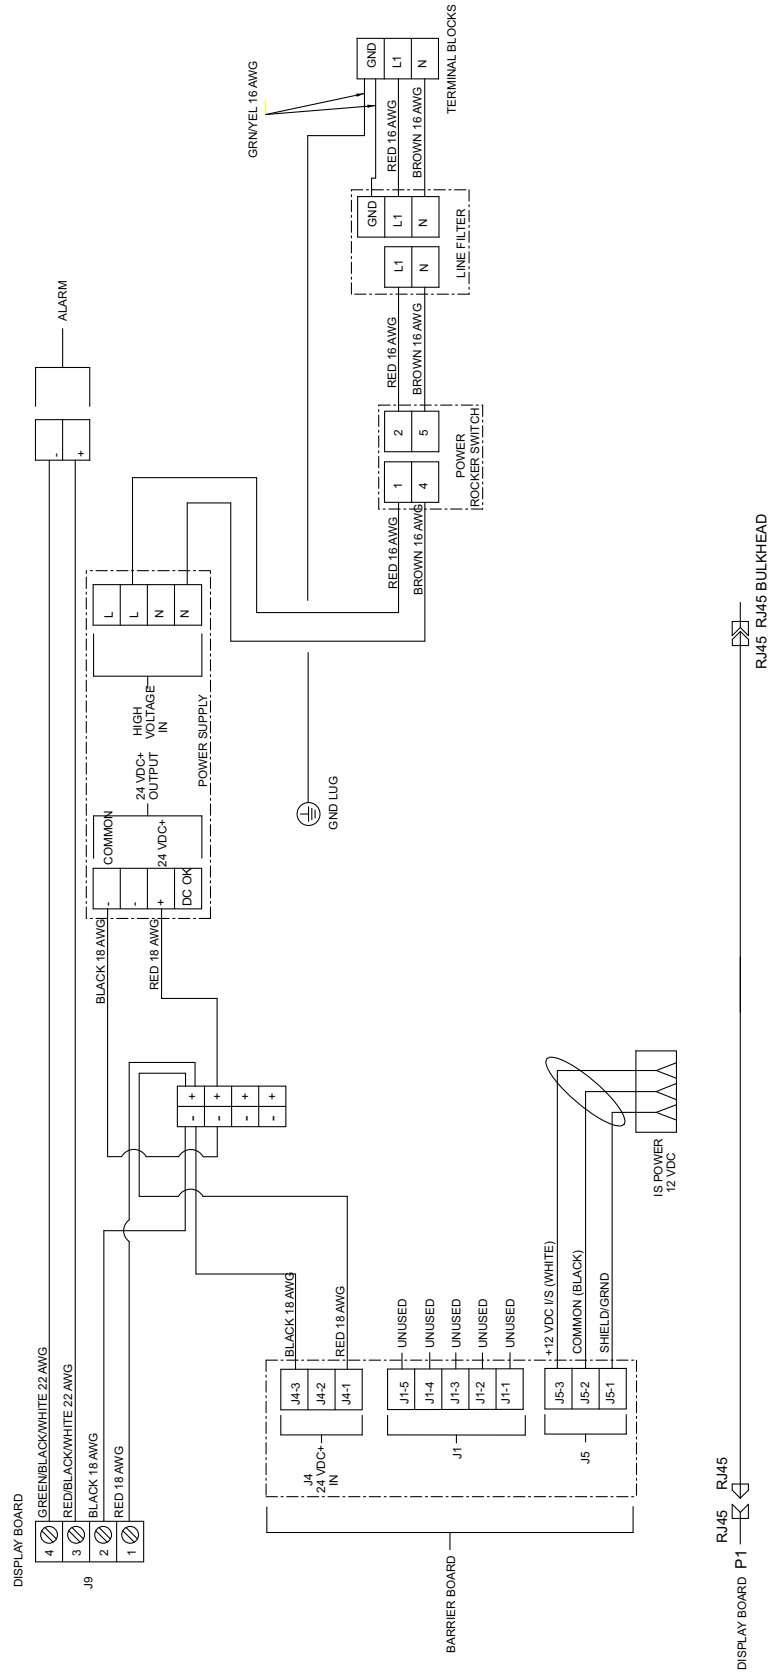 DISPLAY BOARD
J9
4
3
2
1
GREEN/BLACK/WHITE 22 AWG
RED/BLACK/WHITE 22 AWG
BLACK 18 AWG
RED 18 AWG
-
+
ALARM
BLACK 18 AWG
RED 18 AWG
-
-
+
DC OK
COMMON
24 VDC+
24 VDC+
OUTPUT
HIGH
VOLTAGE
IN
L
L
N
N
POWER SUPPLY
- +
- +
- +
- +
GND LUG
GRN/YEL 16 AWG
RED 16 AWG
BROWN 16 AWG
1
4
2
5
POWER
ROCKER SWITCH
RED 16 AWG
BROWN 16 AWG
L1
N
GND
L1
N
LINE FILTER
RED 16 AWG
BROWN 16 AWG
GND
L1
N
TERMINAL BLOCKS
BARRIER BOARD
J4
24 VDC+
IN
J4-3
J4-2
J4-1
BLACK 18 AWG
RED 18 AWG
J1
J1-5
J1-4
J1-3
J1-2
J1-1
UNUSED
UNUSED
UNUSED
UNUSED
UNUSED
J5
J5-3
J5-2
J5-1
+12 VDC I/S (WHITE)
COMMON (BLACK)
SHIELD/GRND
IS POWER
12 VDC
DISPLAY BOARD P1
RJ45
RJ45
RJ45
RJ45 BULKHEAD